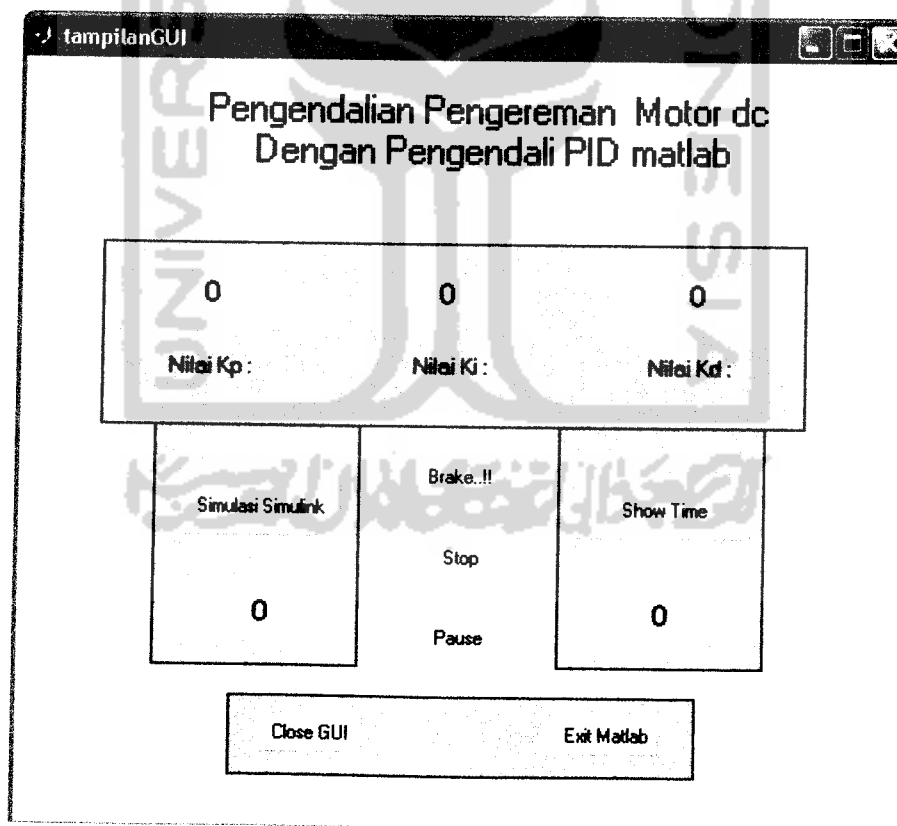 tampilanGUI
Pengendalian Pengereman Motor dc
Dengan Pengendali PID matlab
0 0 0
Nilai Kp : Nilai Ki : Nilai Kd :
Brake..!!
Simulasi Simulink Show Time
Stop
0 0
Pause
Close GUI Exit Matlab